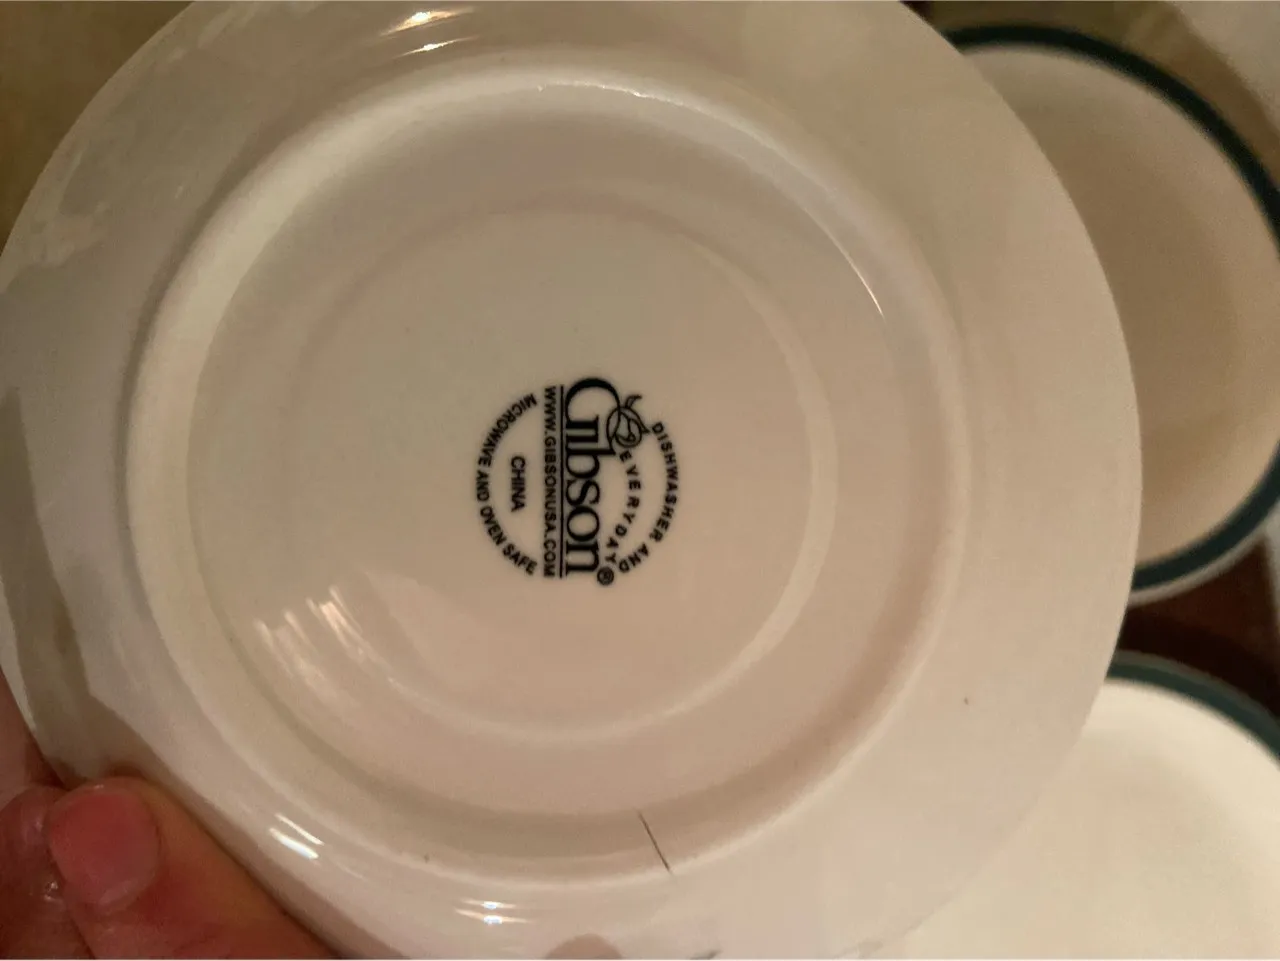 DISHWASHER AND
EVERYDAY®
Gibson
WWW.GIBSONUSA.COM
CHINA
MICROWAVE AND OVEN SAFE